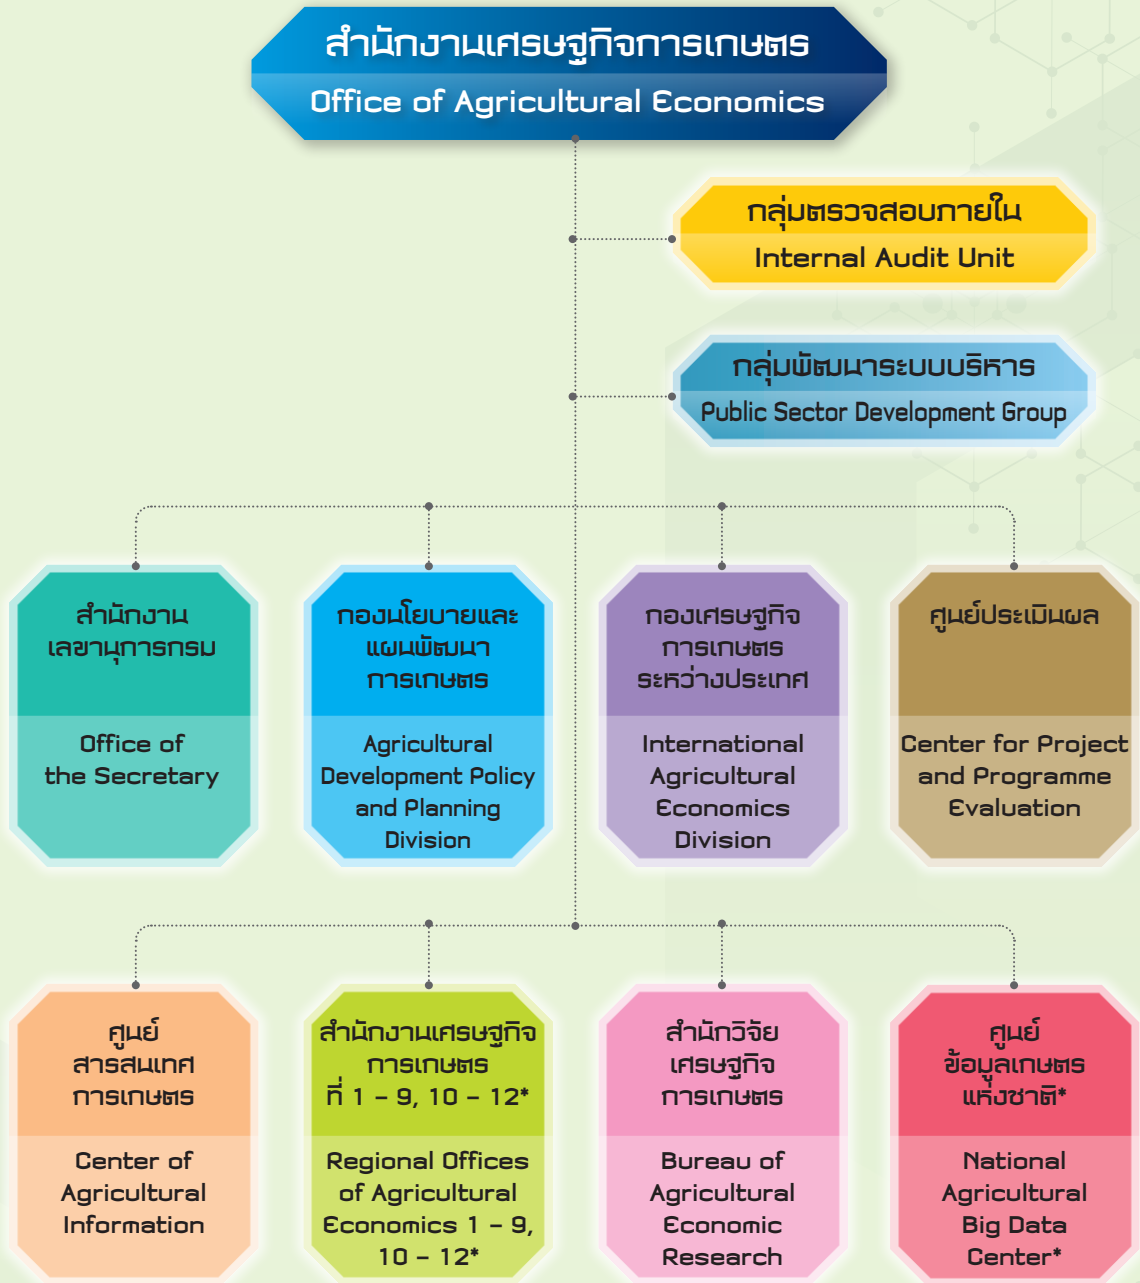 สำนักงานเศรษฐกิจการเกษตร
Office of Agricultural Economics
กลุ่มตรวจสอบภายใน
Internal Audit Unit
กลุ่มพัฒนาระบบบริหาร
Public Sector Development Group
สำนักงาน
เลขานุการกรม
Office of
the Secretary
กองนโยบายและ
แผนพัฒนา
การเกษตร
Agricultural
Development Policy
and Planning
Division
กองเศรษฐกิจ
การเกษตร
ระหว่างประเทศ
International
Agricultural
Economics
Division
ศูนย์ประเมินผล
Center for Project
and Programme
Evaluation
ศูนย์
สารสนเทศ
การเกษตร
Center of
Agricultural
Information
สำนักงานเศรษฐกิจ
การเกษตร
ที่ 1 - 9, 10 - 12*
Regional Offices
of Agricultural
Economics 1 - 9,
10 - 12*
สำนักวิจัย
เศรษฐกิจ
การเกษตร
Bureau of
Agricultural
Economic
Research
ศูนย์
ข้อมูลเกษตร
แห่งชาติ*
National
Agricultural
Big Data
Center*